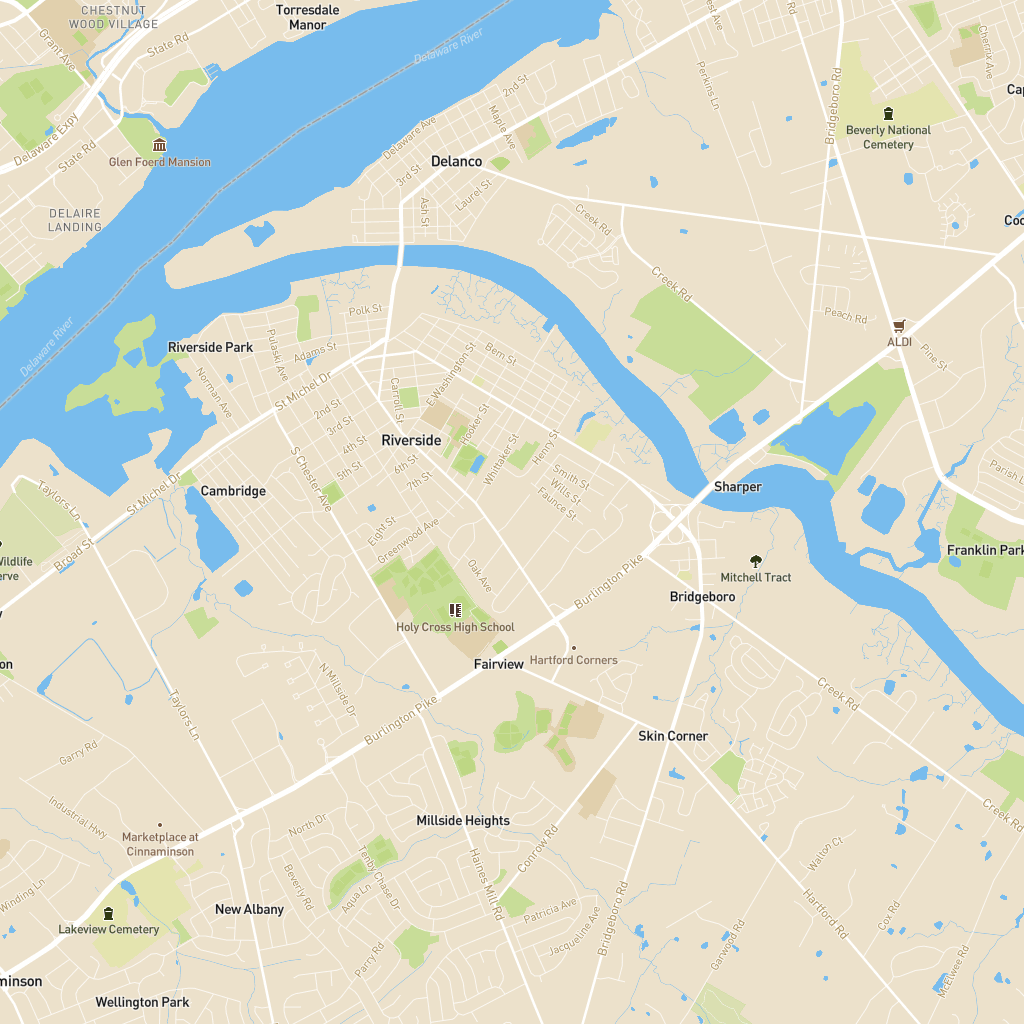 CHESTNUT
WOOD VILLAGE
Torresdale
Manor
State Rd
Grant Ave
Delaware River
2nd St
Perkins Ln
Bridgeboro Rd
Cherrix Ave
Delaware Expy
State Rd
Glen Foerd Mansion
Delaware Ave
Maple Ave
Beverly National
Cemetery
Delanco
3rd St
Laurel St
Ash St
DELAIRE
LANDING
Creek Rd
Creek Rd
Delaware River
Polk St
Peach Rd
ALDI
Pine St
Riverside Park
Pulaski Ave
Adams St
Norman Ave
St Michel Dr
Carroll St
E Washington St
Bem St
2nd St
3rd St
4th St
5th St
6th St
7th St
Riverside
Hooker St
Whittaker St
Henry St
Smith St
Wills St
Faunce St
S Chester Ave
Cambridge
St Michel Dr
Taylors Ln
Broad St
Eight St
Greenwood Ave
Oak Ave
Sharper
Franklin Park
Mitchell Tract
Bridgeboro
Burlington Pike
Holy Cross High School
Fairview
Hartford Corners
Skin Corner
Creek Rd
Creek Rd
N Millside Dr
Burlington Pike
Taylors Ln
Garry Rd
Industrial Hwy
Marketplace at
Cinnaminson
North Dr
Millside Heights
Conrow Rd
Haines Mill Rd
Tenby Chase Dr
Aqua Ln
Beverly Rd
Winding Ln
New Albany
Lakeview Cemetery
Patricia Ave
Jacqueline Ave
Bridgeboro Rd
Parry Rd
Garwood Rd
Walton Ct
Hartford Rd
Cox Rd
McElwee Rd
Wellington Park